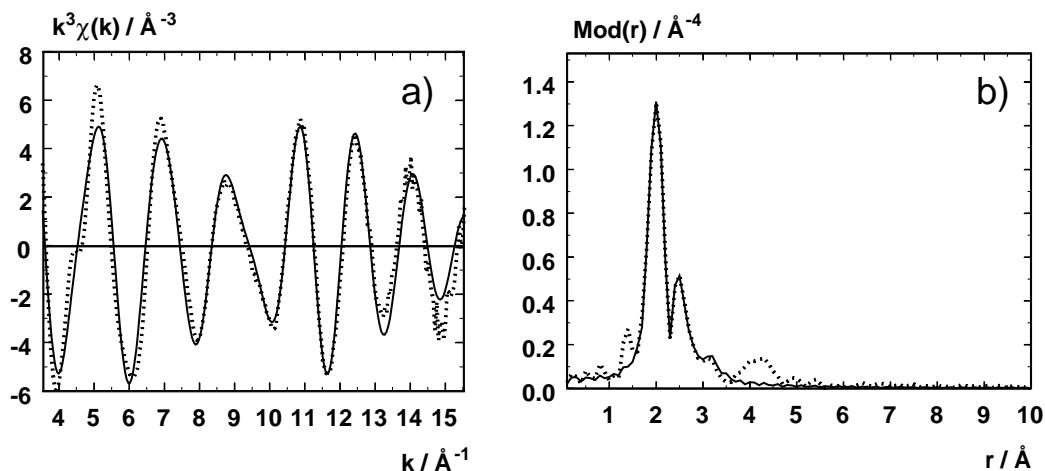 k³χ(k) / Å⁻³
a)
8
6
4
2
0
-2
-4
-6
4 5 6 7 8 9 10 11 12 13 14 15
k / Å⁻¹
Mod(r) / Å⁻⁴
b)
1.4
1.2
1.0
0.8
0.6
0.4
0.2
0.0
1 2 3 4 5 6 7 8 9 10
r / Å